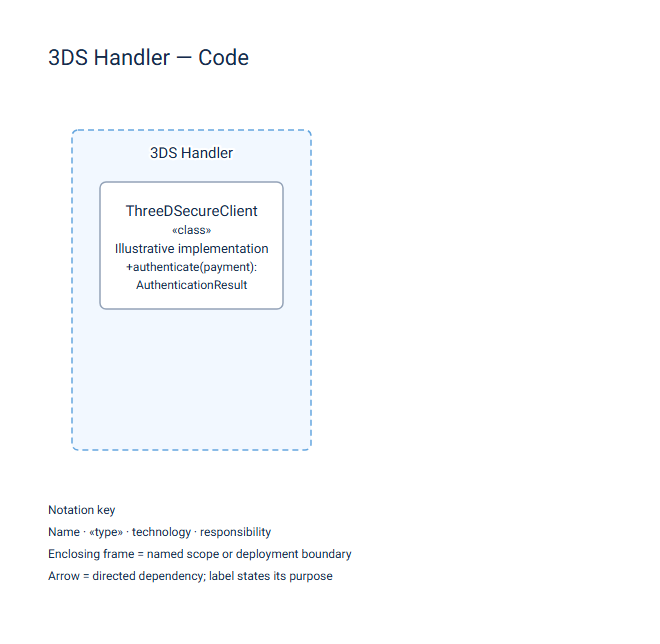 3DS Handler — Code
3DS Handler
ThreeDSecureClient
«class»
Illustrative implementation
+authenticate(payment):
AuthenticationResult
Notation key
Name · «type» · technology · responsibility
Enclosing frame = named scope or deployment boundary
Arrow = directed dependency; label states its purpose